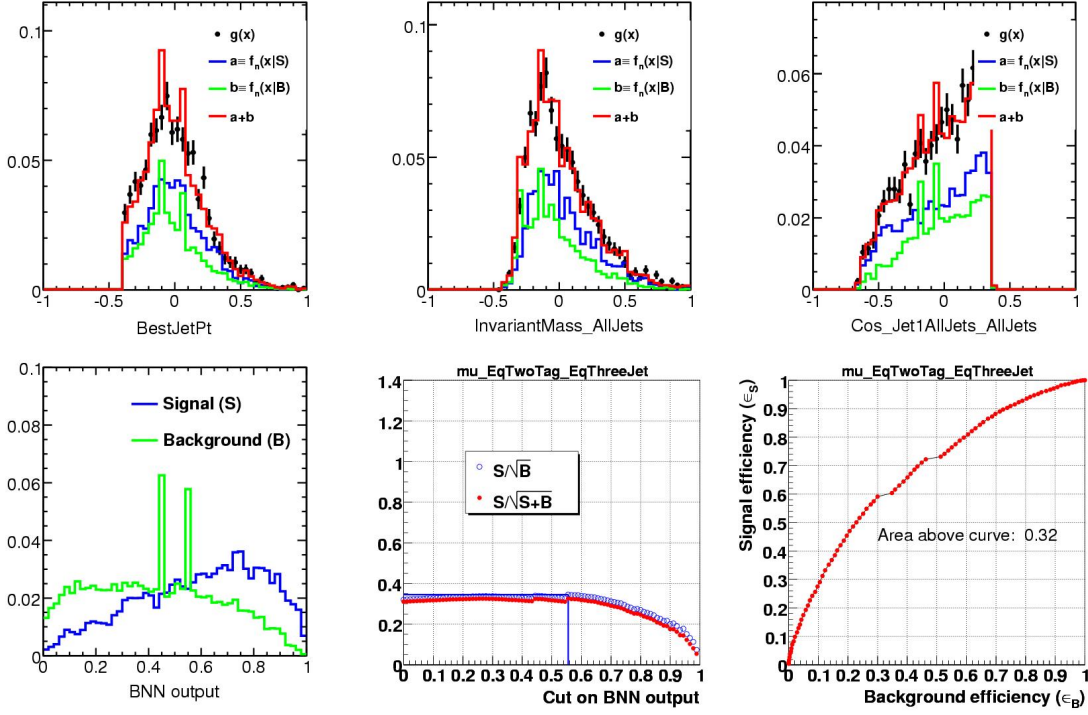 0.1
0.05
0
g(x)
a≡ fₙ(x|S)
b≡ fₙ(x|B)
a+b
-1 -0.5 0 0.5 1
BestJetPt
0.1
0.05
0
g(x)
a≡ fₙ(x|S)
b≡ fₙ(x|B)
a+b
-1 -0.5 0 0.5 1
InvariantMass_AllJets
0.06
0.04
0.02
0
g(x)
a≡ fₙ(x|S)
b≡ fₙ(x|B)
a+b
-1 -0.5 0 0.5 1
Cos_Jet1AllJets_AllJets
0.1
0.08
0.06
0.04
0.02
0
Signal (S)
Background (B)
0 0.2 0.4 0.6 0.8 1
BNN output
mu_EqTwoTag_EqThreeJet
1.4
1.2
1
0.8
0.6
0.4
0.2
0
S/√B
S/√S+B
0 0.1 0.2 0.3 0.4 0.5 0.6 0.7 0.8 0.9 1
Cut on BNN output
mu_EqTwoTag_EqThreeJet
Signal efficiency (∈S)
1
0.9
0.8
0.7
0.6
0.5
0.4
0.3
0.2
0.1
0
Area above curve: 0.32
0 0.1 0.2 0.3 0.4 0.5 0.6 0.7 0.8 0.9 1
Background efficiency (∈B)